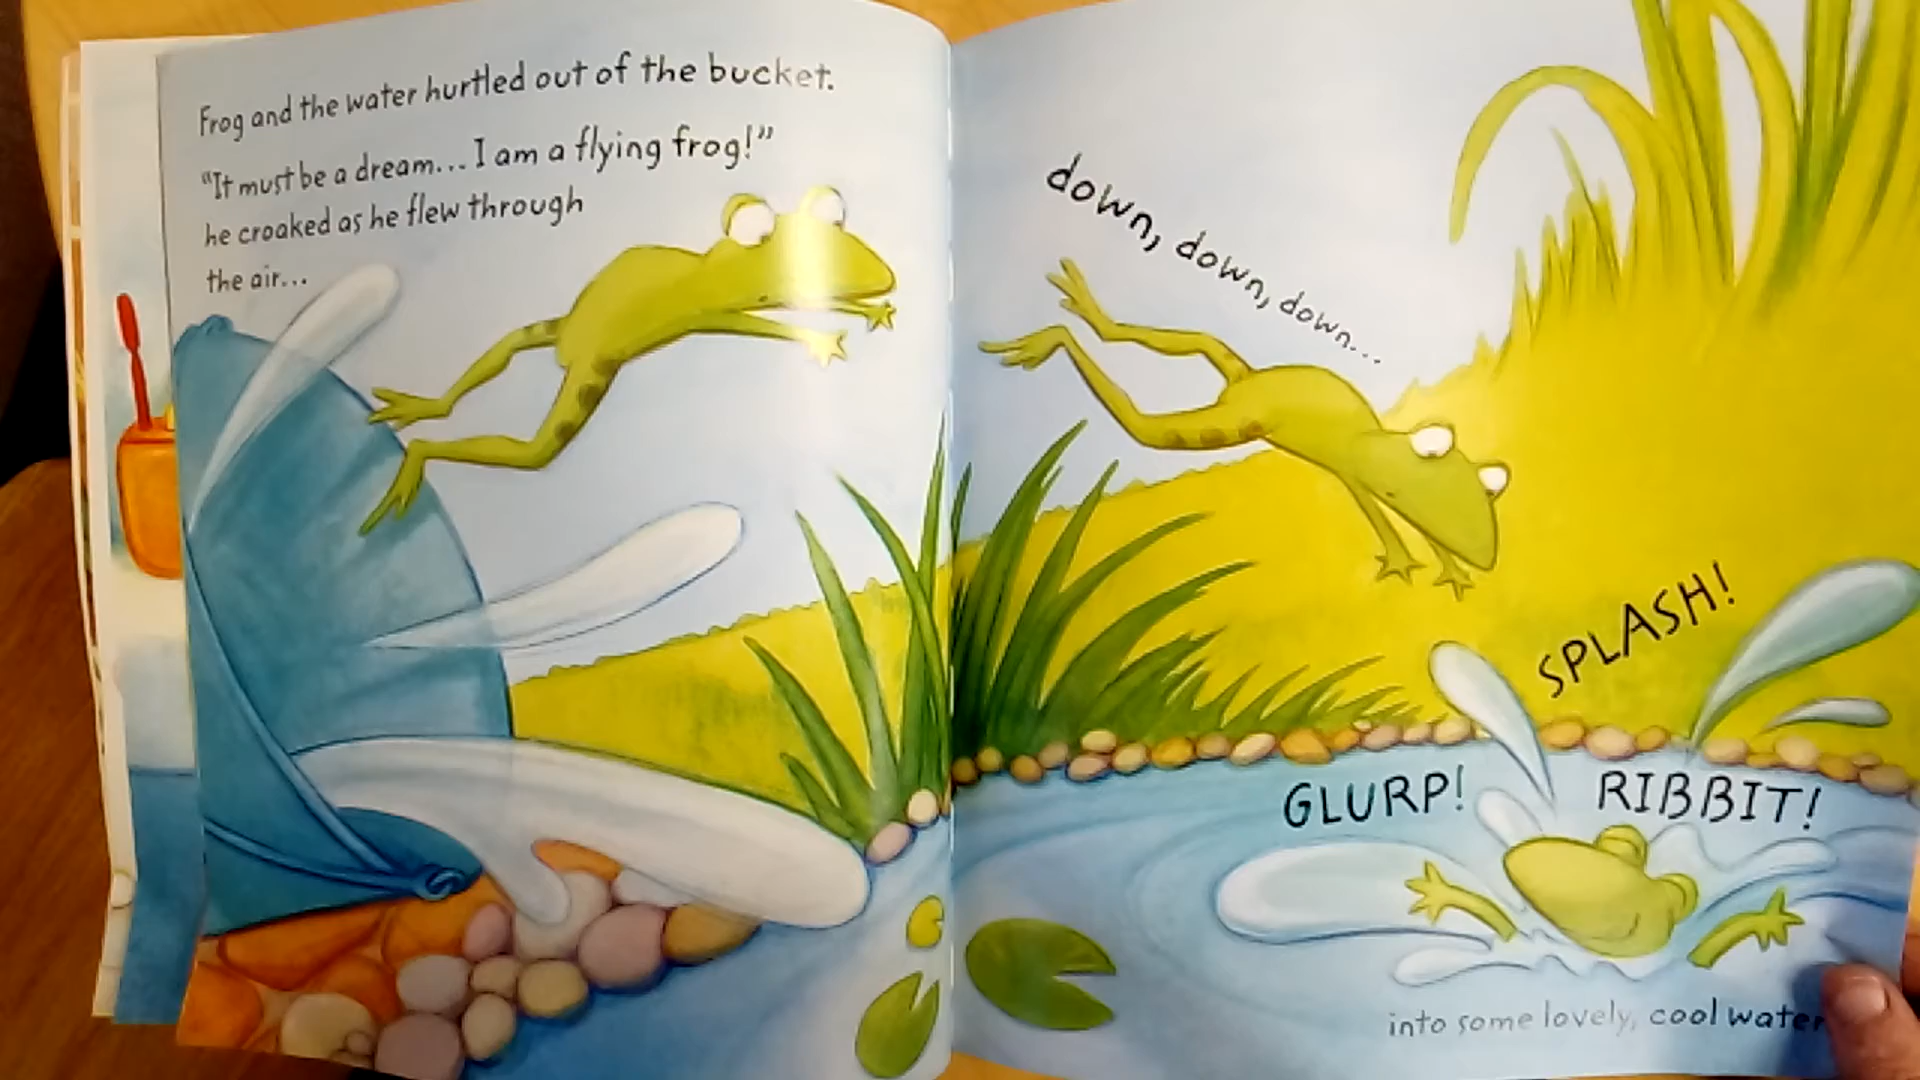 Frog and the water hurtled out of the bucket.
"It must be a dream... I am a flying frog!"
he croaked as he flew through
the air...
down, down, down...
SPLASH!
GLURP!
RIBBIT!
into some lovely, cool water